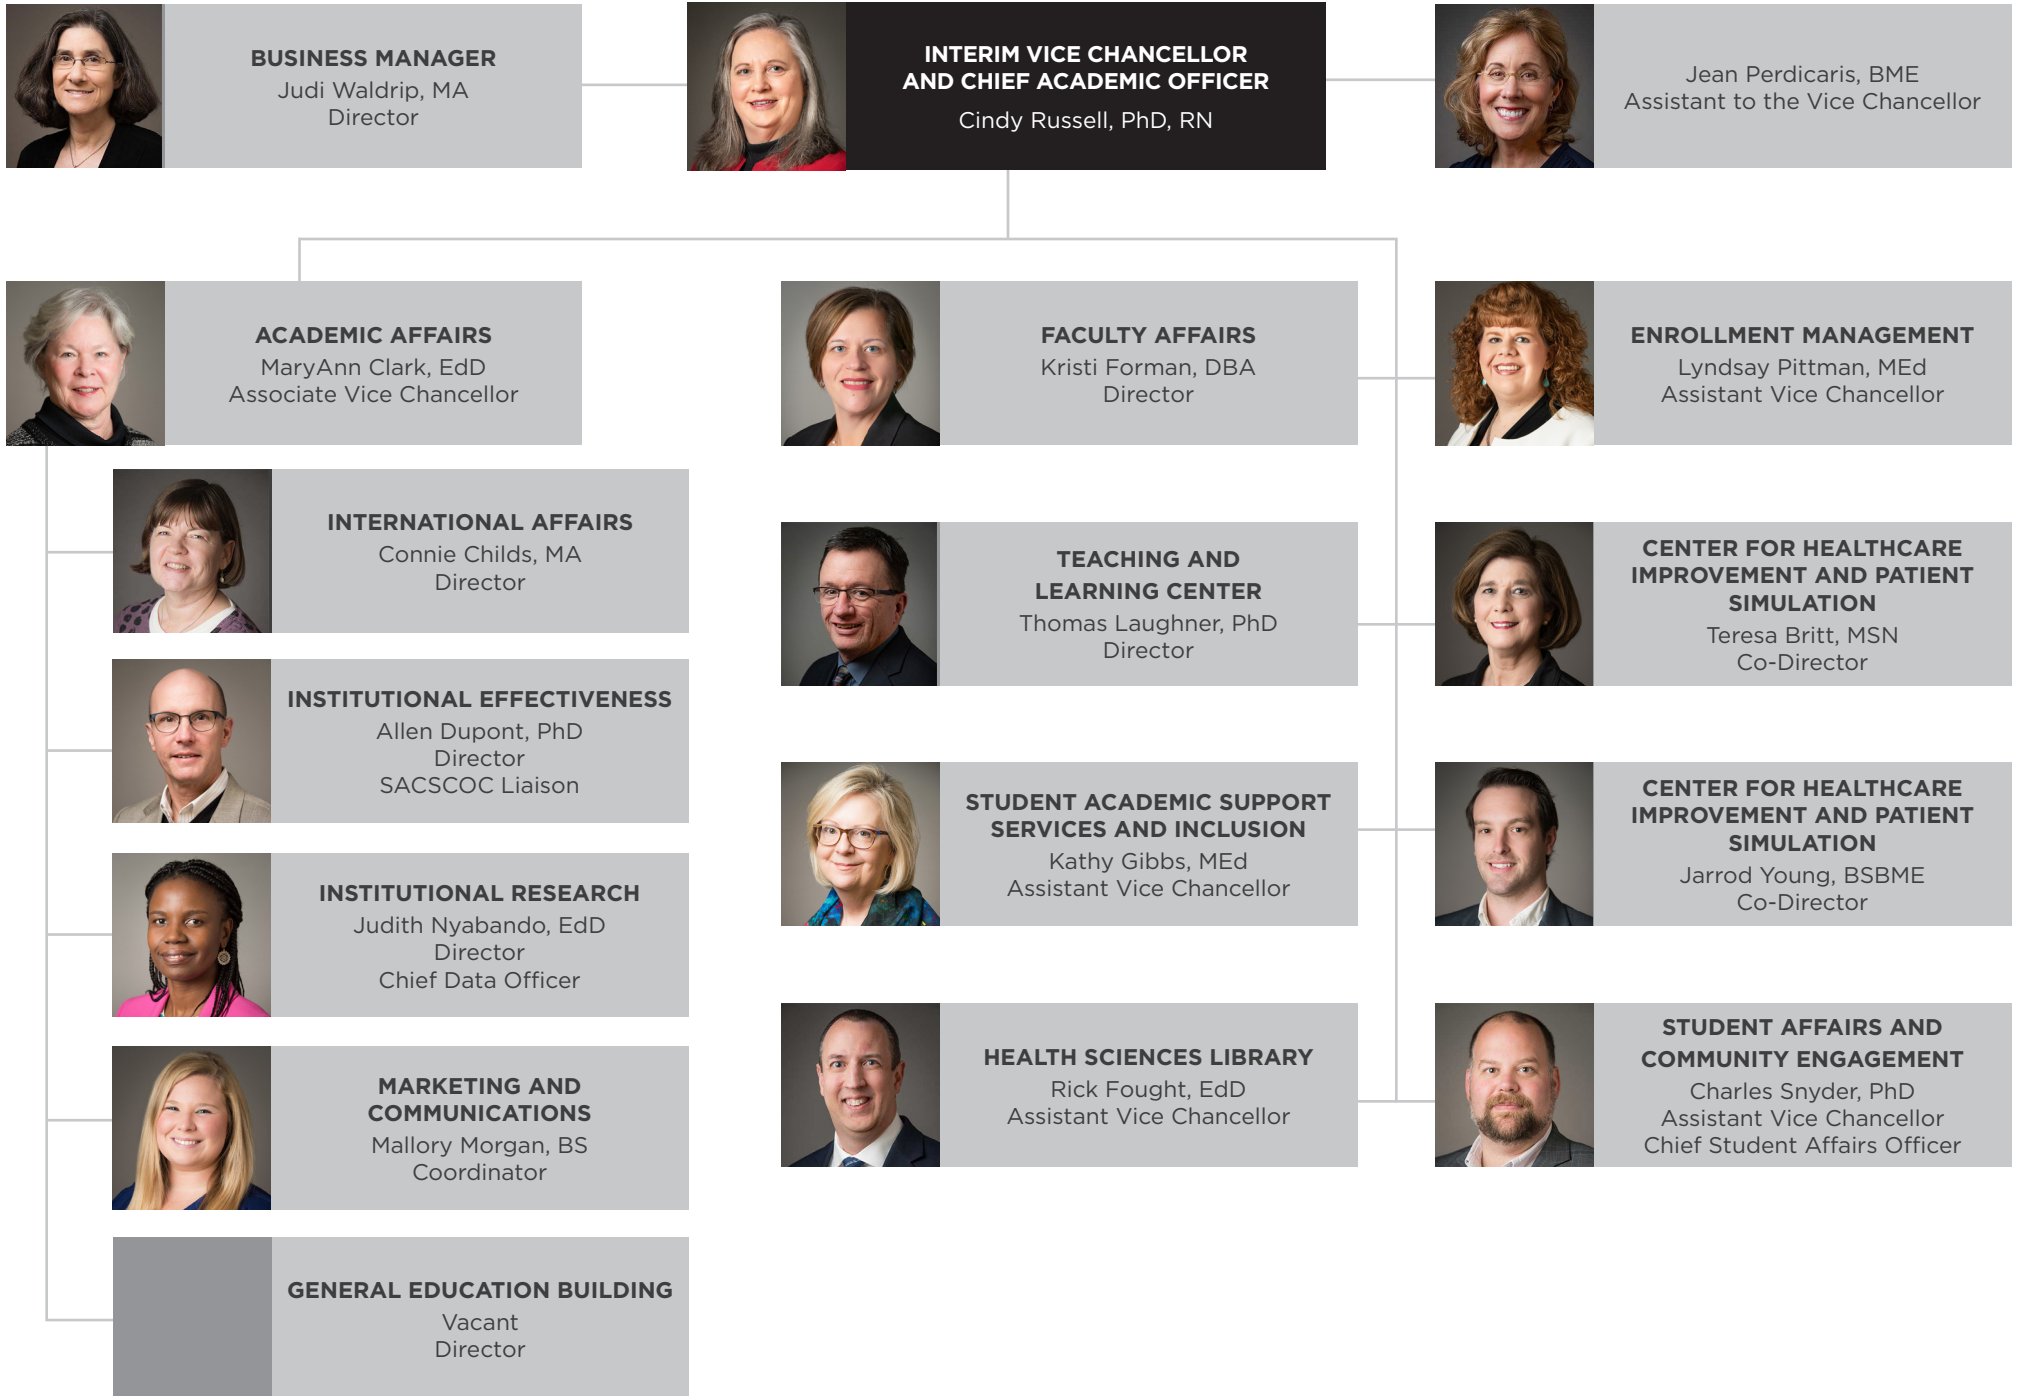 BUSINESS MANAGER
Judi Waldrip, MA
Director
INTERIM VICE CHANCELLOR
AND CHIEF ACADEMIC OFFICER
Cindy Russell, PhD, RN
Jean Perdicaris, BME
Assistant to the Vice Chancellor
ACADEMIC AFFAIRS
MaryAnn Clark, EdD
Associate Vice Chancellor
FACULTY AFFAIRS
Kristi Forman, DBA
Director
ENROLLMENT MANAGEMENT
Lyndsay Pittman, MEd
Assistant Vice Chancellor
INTERNATIONAL AFFAIRS
Connie Childs, MA
Director
TEACHING AND
LEARNING CENTER
Thomas Laughner, PhD
Director
CENTER FOR HEALTHCARE
IMPROVEMENT AND PATIENT
SIMULATION
Teresa Britt, MSN
Co-Director
INSTITUTIONAL EFFECTIVENESS
Allen Dupont, PhD
Director
SACSCOC Liaison
STUDENT ACADEMIC SUPPORT
SERVICES AND INCLUSION
Kathy Gibbs, MEd
Assistant Vice Chancellor
CENTER FOR HEALTHCARE
IMPROVEMENT AND PATIENT
SIMULATION
Jarrod Young, BSBME
Co-Director
INSTITUTIONAL RESEARCH
Judith Nyabando, EdD
Director
Chief Data Officer
HEALTH SCIENCES LIBRARY
Rick Fought, EdD
Assistant Vice Chancellor
STUDENT AFFAIRS AND
COMMUNITY ENGAGEMENT
Charles Snyder, PhD
Assistant Vice Chancellor
Chief Student Affairs Officer
MARKETING AND
COMMUNICATIONS
Mallory Morgan, BS
Coordinator
GENERAL EDUCATION BUILDING
Vacant
Director